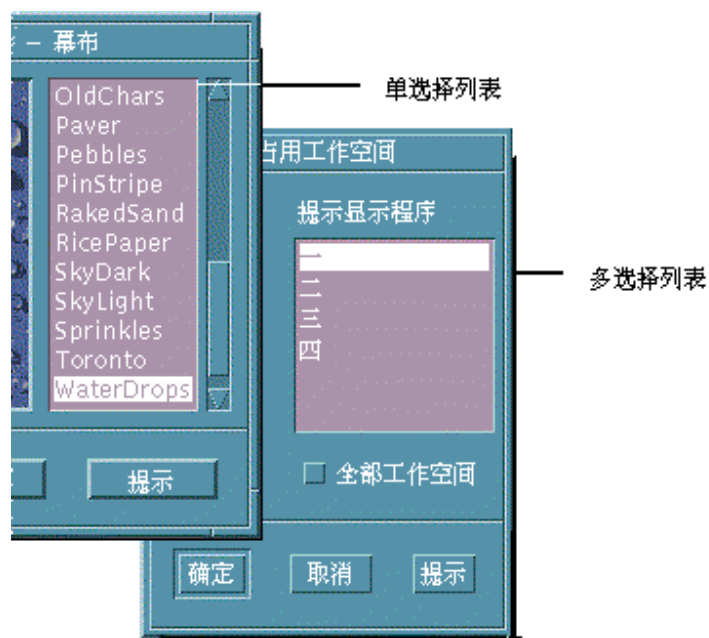 – 幕布
OldChars
Paver
Pebbles
PinStripe
RakedSand
RicePaper
SkyDark
SkyLight
Sprinkles
Toronto
WaterDrops
提示
单选择列表
占用工作空间
提示显示程序
一
二
三
四
全部工作空间
确定
取消
提示
多选择列表